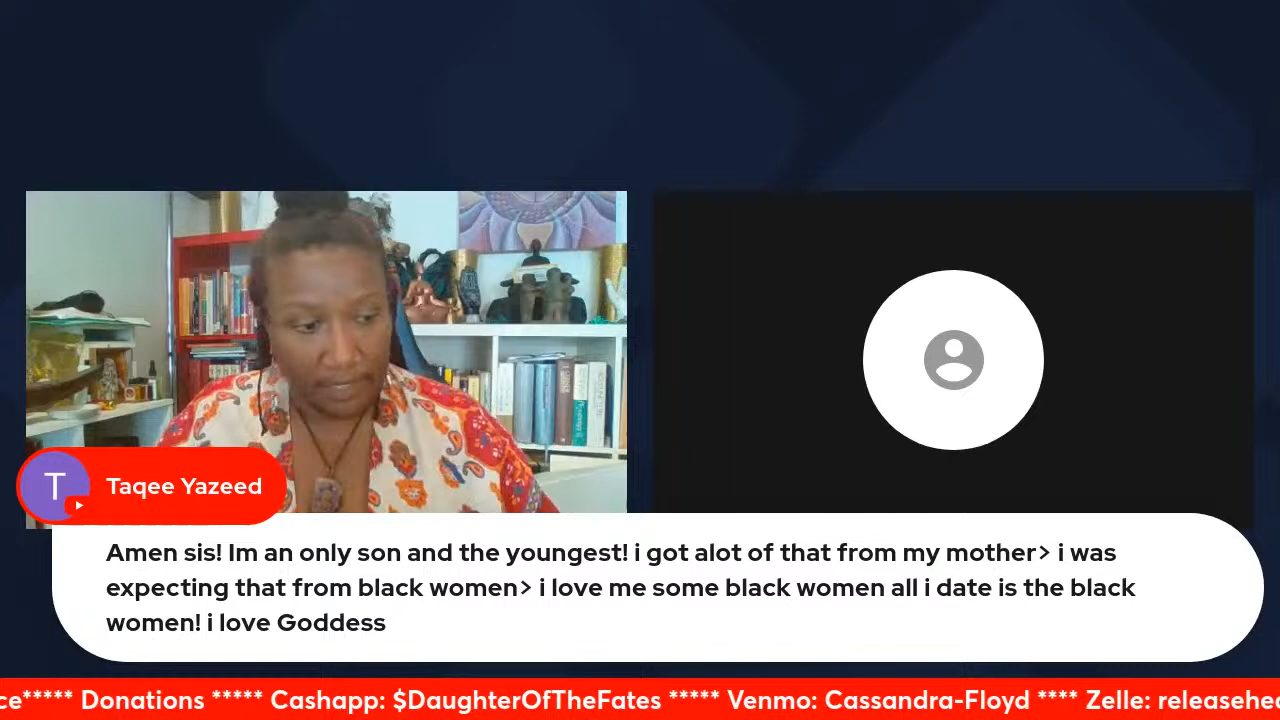 T
Taqee Yazeed
Amen sis! Im an only son and the youngest! i got alot of that from my mother> i was
expecting that from black women> i love me some black women all i date is the black
women! i love Goddess
ce***** Donations ***** Cashapp: $DaughterOfTheFates ***** Venmo: Cassandra-Floyd **** Zelle: releasehea